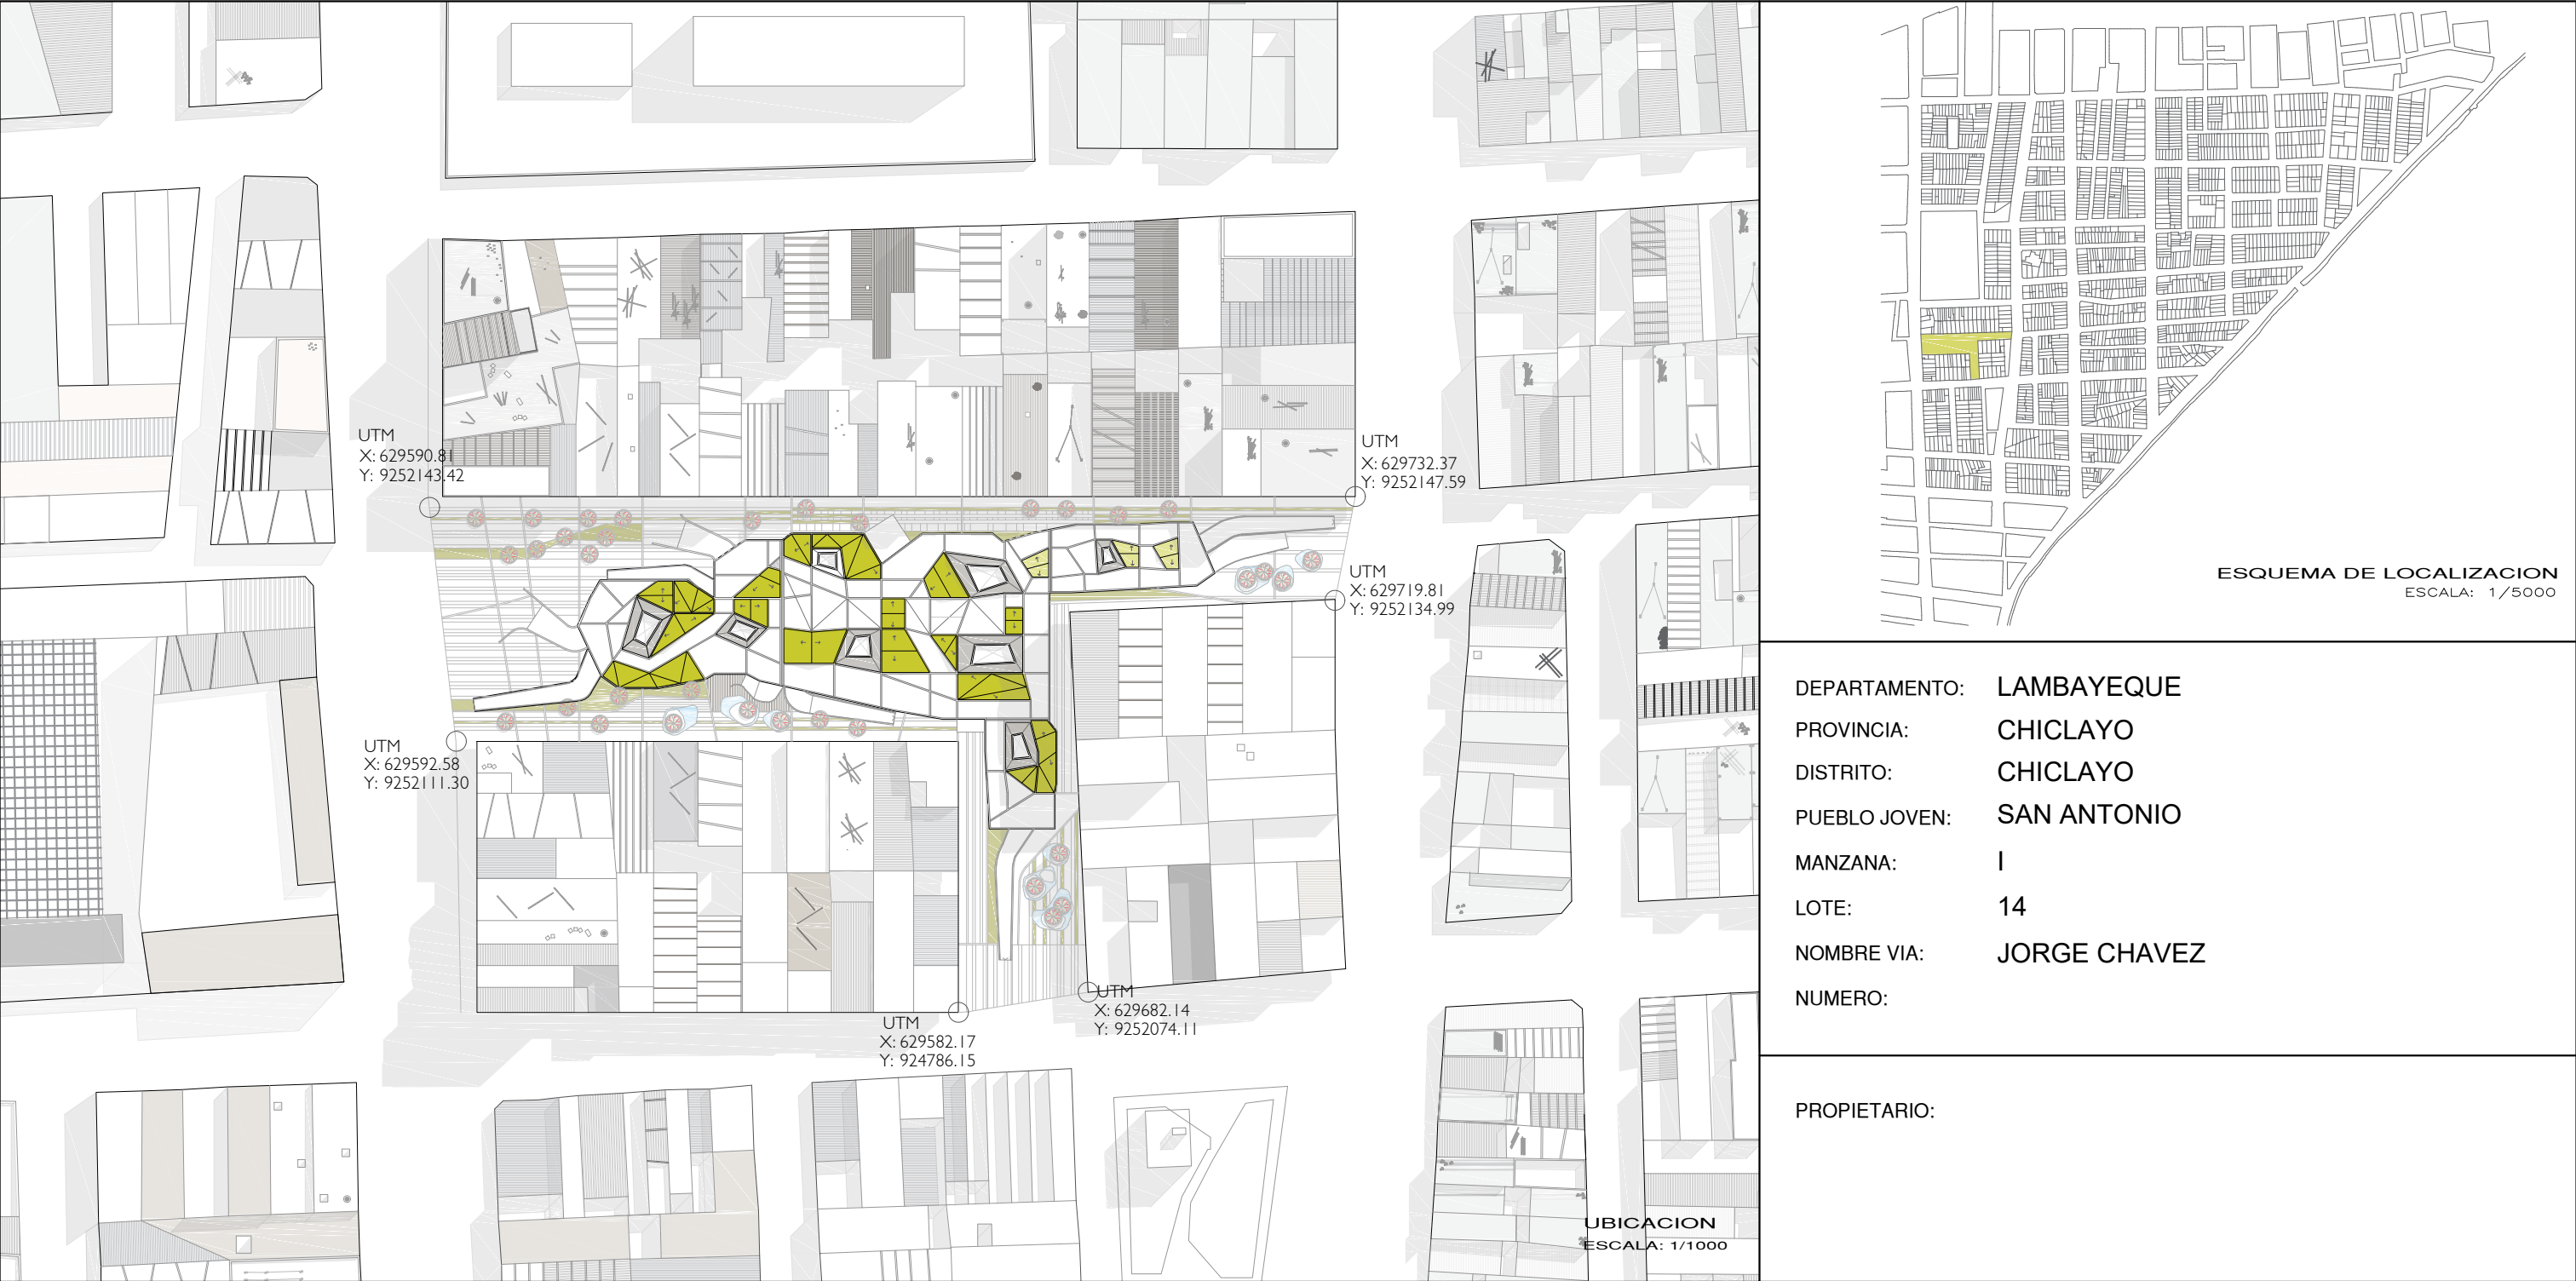 UTM
X: 629590.81
Y: 9252143.42
UTM
X: 629732.37
Y: 9252147.59
UTM
X: 629719.81
Y: 9252134.99
UTM
X: 629592.58
Y: 9252111.30
UTM
X: 629682.14
Y: 9252074.11
UTM
X: 629582.17
Y: 924786.15
UBICACION
ESCALA: 1/1000
ESQUEMA DE LOCALIZACION
ESCALA: 1/5000
DEPARTAMENTO: LAMBAYEQUE
PROVINCIA: CHICLAYO
DISTRITO: CHICLAYO
PUEBLO JOVEN: SAN ANTONIO
MANZANA: I
LOTE: 14
NOMBRE VIA: JORGE CHAVEZ
NUMERO:
PROPIETARIO: